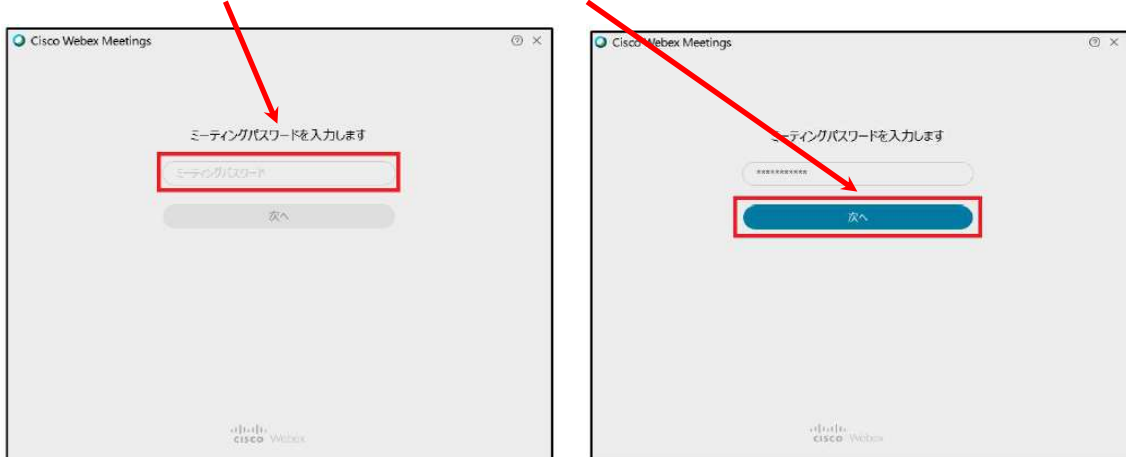 Cisco Webex Meetings
ミーティングパスワードを入力します
ミーティングパスワード
次へ
cisco Webex
Cisco Webex Meetings
ミーティングパスワードを入力します
***********
次へ
cisco Webex